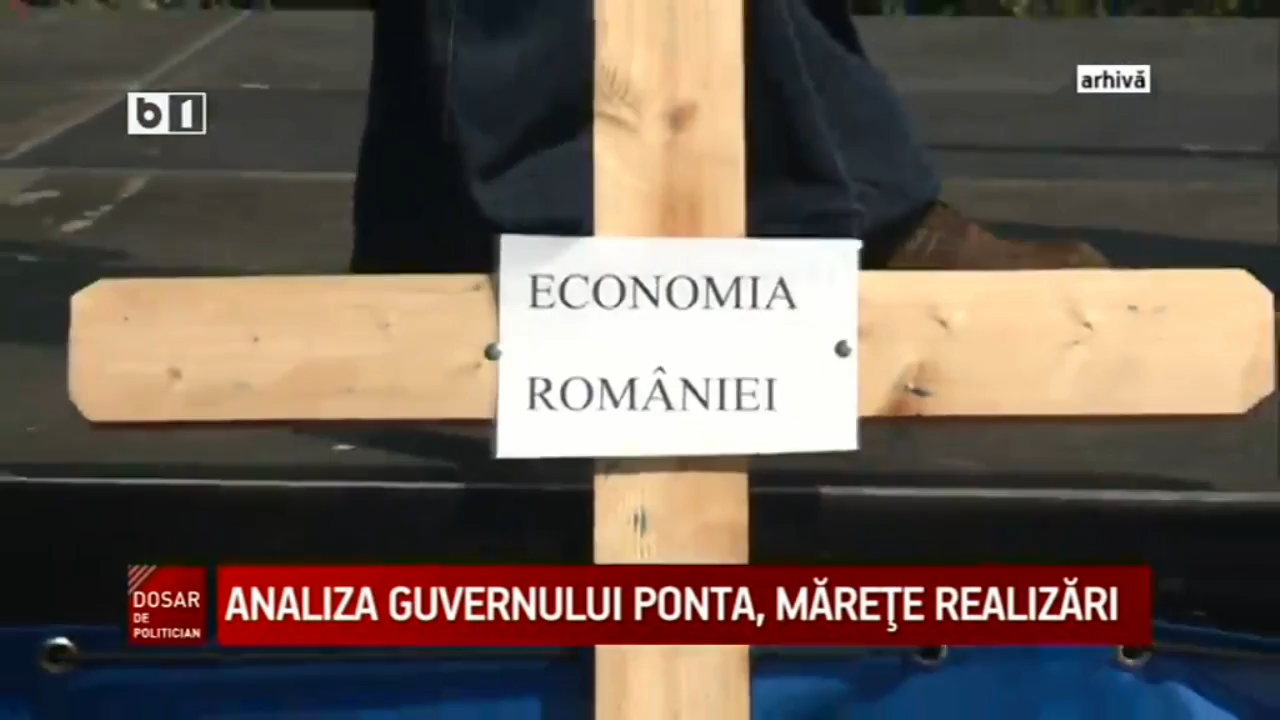 arhivă
b1
ECONOMIA
ROMÂNIEI
DOSAR
DE
POLITICIAN
ANALIZA GUVERNULUI PONTA, MĂREŢE REALIZĂRI